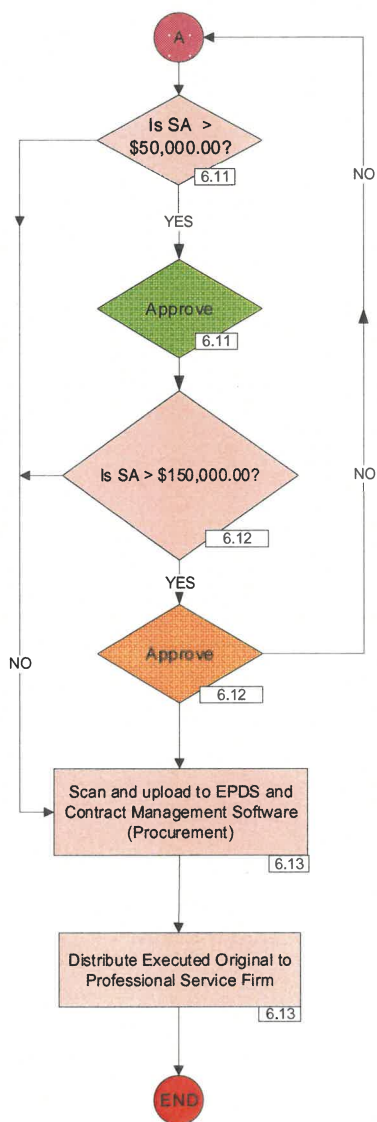 A
Is SA >
$50,000.00?
6.11
NO
YES
Approve
6.11
Is SA > $150,000.00?
NO
6.12
YES
Approve
NO
6.12
Scan and upload to EPDS and
Contract Management Software
(Procurement)
6.13
Distribute Executed Original to
Professional Service Firm
6.13
END